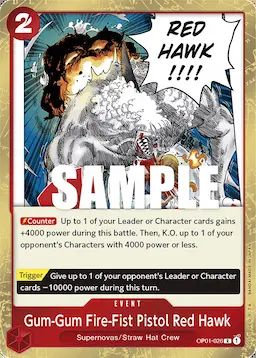 2
RED
HAWK
!!!!
SAMPLE
Counter Up to 1 of your Leader or Character cards gains
+4000 power during this battle. Then, K.O. up to 1 of your
opponent's Characters with 4000 power or less.
Trigger Give up to 1 of your opponent's Leader or Character
cards −10000 power during this turn.
EVENT
Gum-Gum Fire-Fist Pistol Red Hawk
Supernovas/Straw Hat Crew
OP01-026 R 1